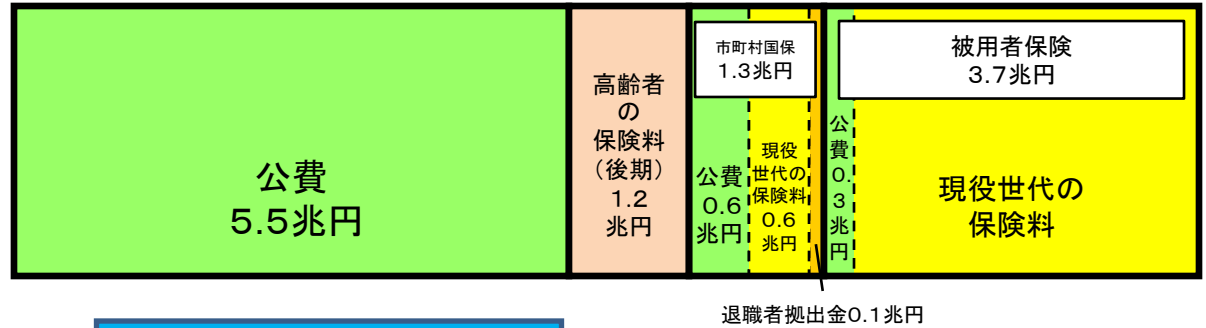 公費
5.5兆円
高齢者
の
保険料
（後期）
1.2
兆円
市町村国保
1.3兆円
公費
0.6
兆円
現役
世代の
保険料
0.6
兆円
退職者拠出金0.1兆円
被用者保険
3.7兆円
公
費
0.
3
兆
円
現役世代の
保険料